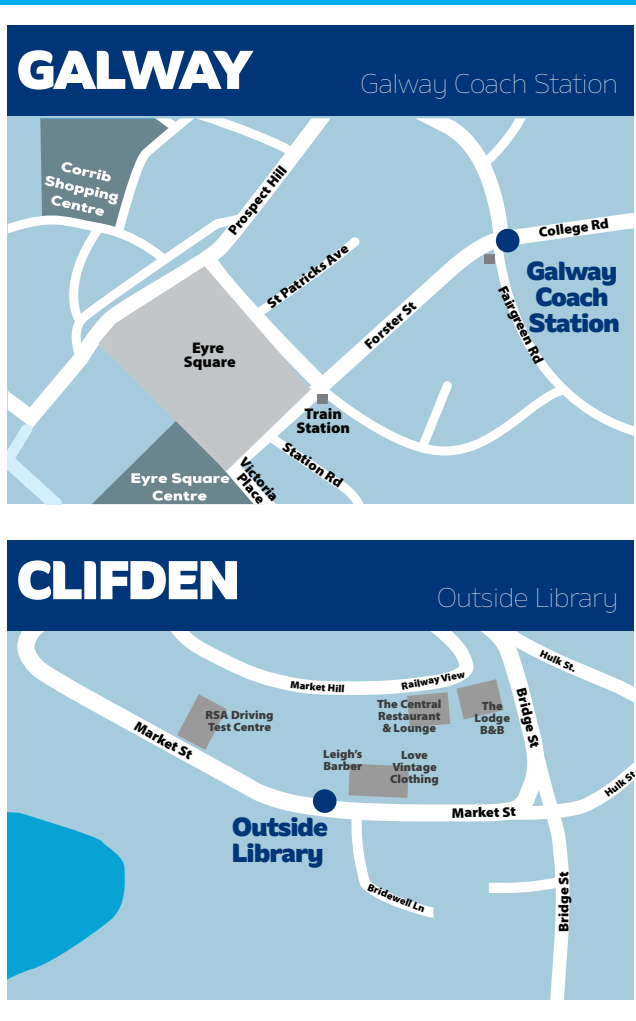 GALWAY
Galway Coach Station
Corrib
Shopping
Centre
Prospect Hill
College Rd
St Patricks Ave
Galway
Coach
Station
Forster St
Fairgreen Rd
Eyre
Square
Train
Station
Station Rd
Victoria
Place
Eyre Square
Centre
CLIFDEN
Outside Library
Hulk St.
Market Hill
Railway View
Bridge St
The Central
Restaurant
& Lounge
The
Lodge
B&B
RSA Driving
Test Centre
Market St
Leigh's
Barber
Love
Vintage
Clothing
Hulk St
Market St
Outside
Library
Bridewell Ln
Bridge St